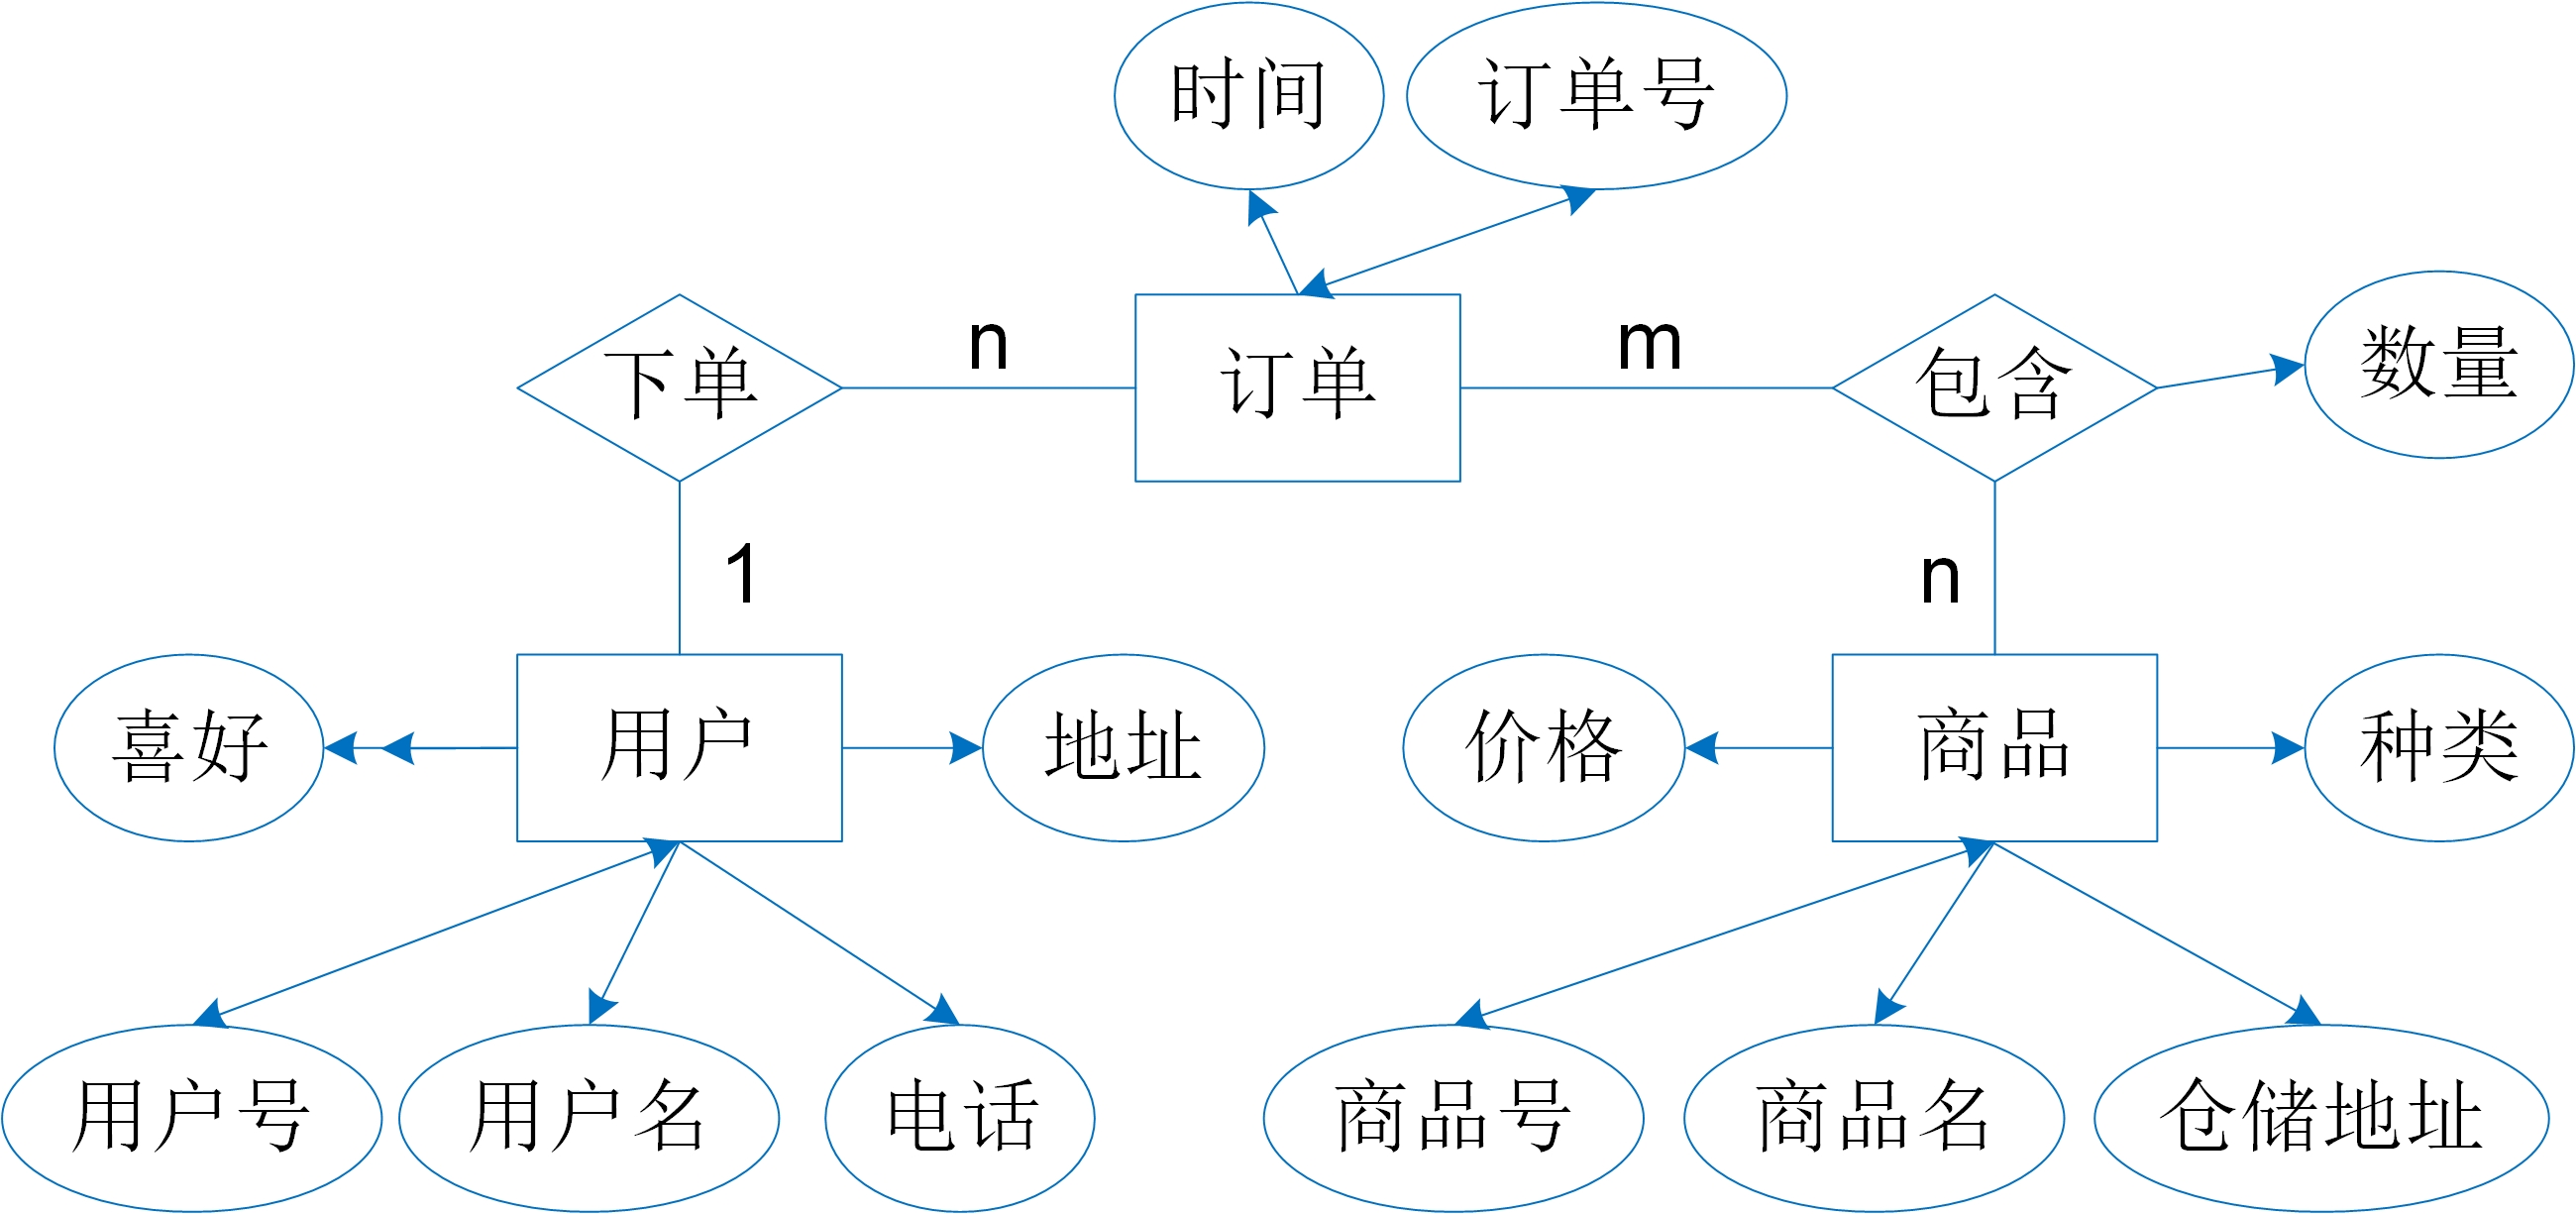 时间
订单号
下单
n
订单
m
包含
数量
1
n
喜好
用户
地址
价格
商品
种类
用户号
用户名
电话
商品号
商品名
仓储地址